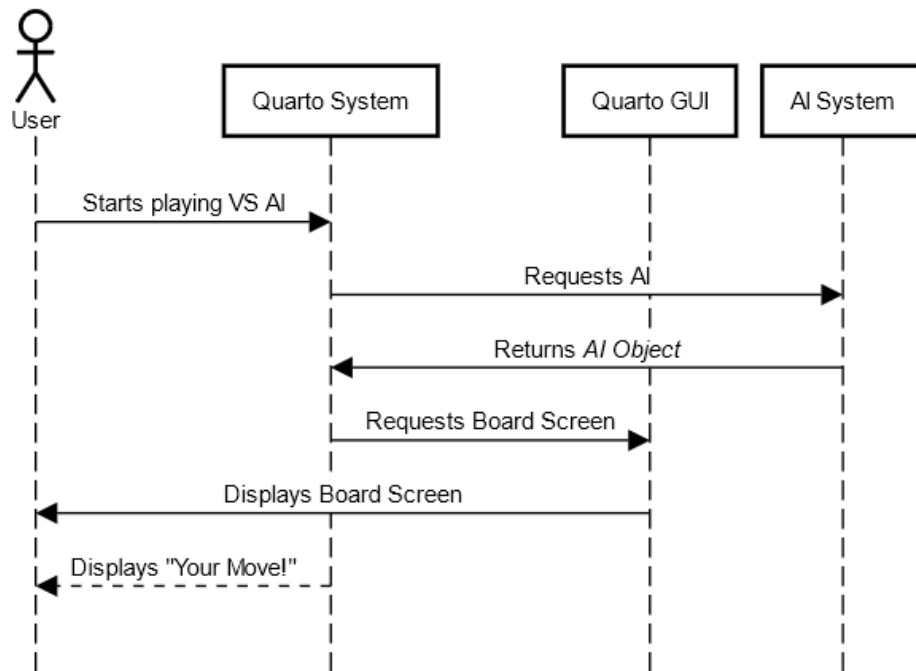 User
Quarto System
Quarto GUI
AI System
Starts playing VS AI
Requests AI
Returns AI Object
Requests Board Screen
Displays Board Screen
Displays "Your Move!"